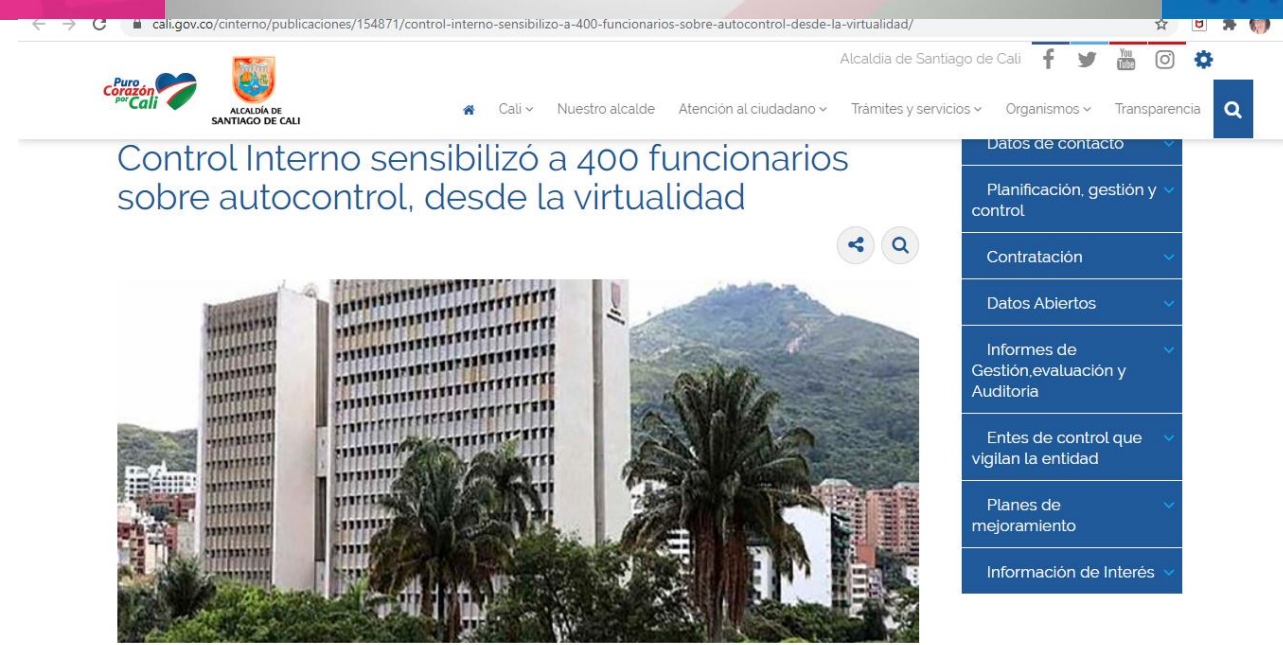 cali.gov.co/cinterno/publicaciones/154871/control-interno-sensibilizo-a-400-funcionarios-sobre-autocontrol-desde-la-virtualidad/
Alcaldía de Santiago de Cali
You
Tube
Puro
Corazón
por Cali
ALCALDÍA DE
SANTIAGO DE CALI
Cali
Nuestro alcalde
Atención al ciudadano
Trámites y servicios
Organismos
Transparencia
Control Interno sensibilizó a 400 funcionarios
sobre autocontrol, desde la virtualidad
Datos de contacto
Planificación, gestión y
control
Contratación
Datos Abiertos
Informes de
Gestión,evaluación y
Auditoria
Entes de control que
vigilan la entidad
Planes de
mejoramiento
Información de Interés